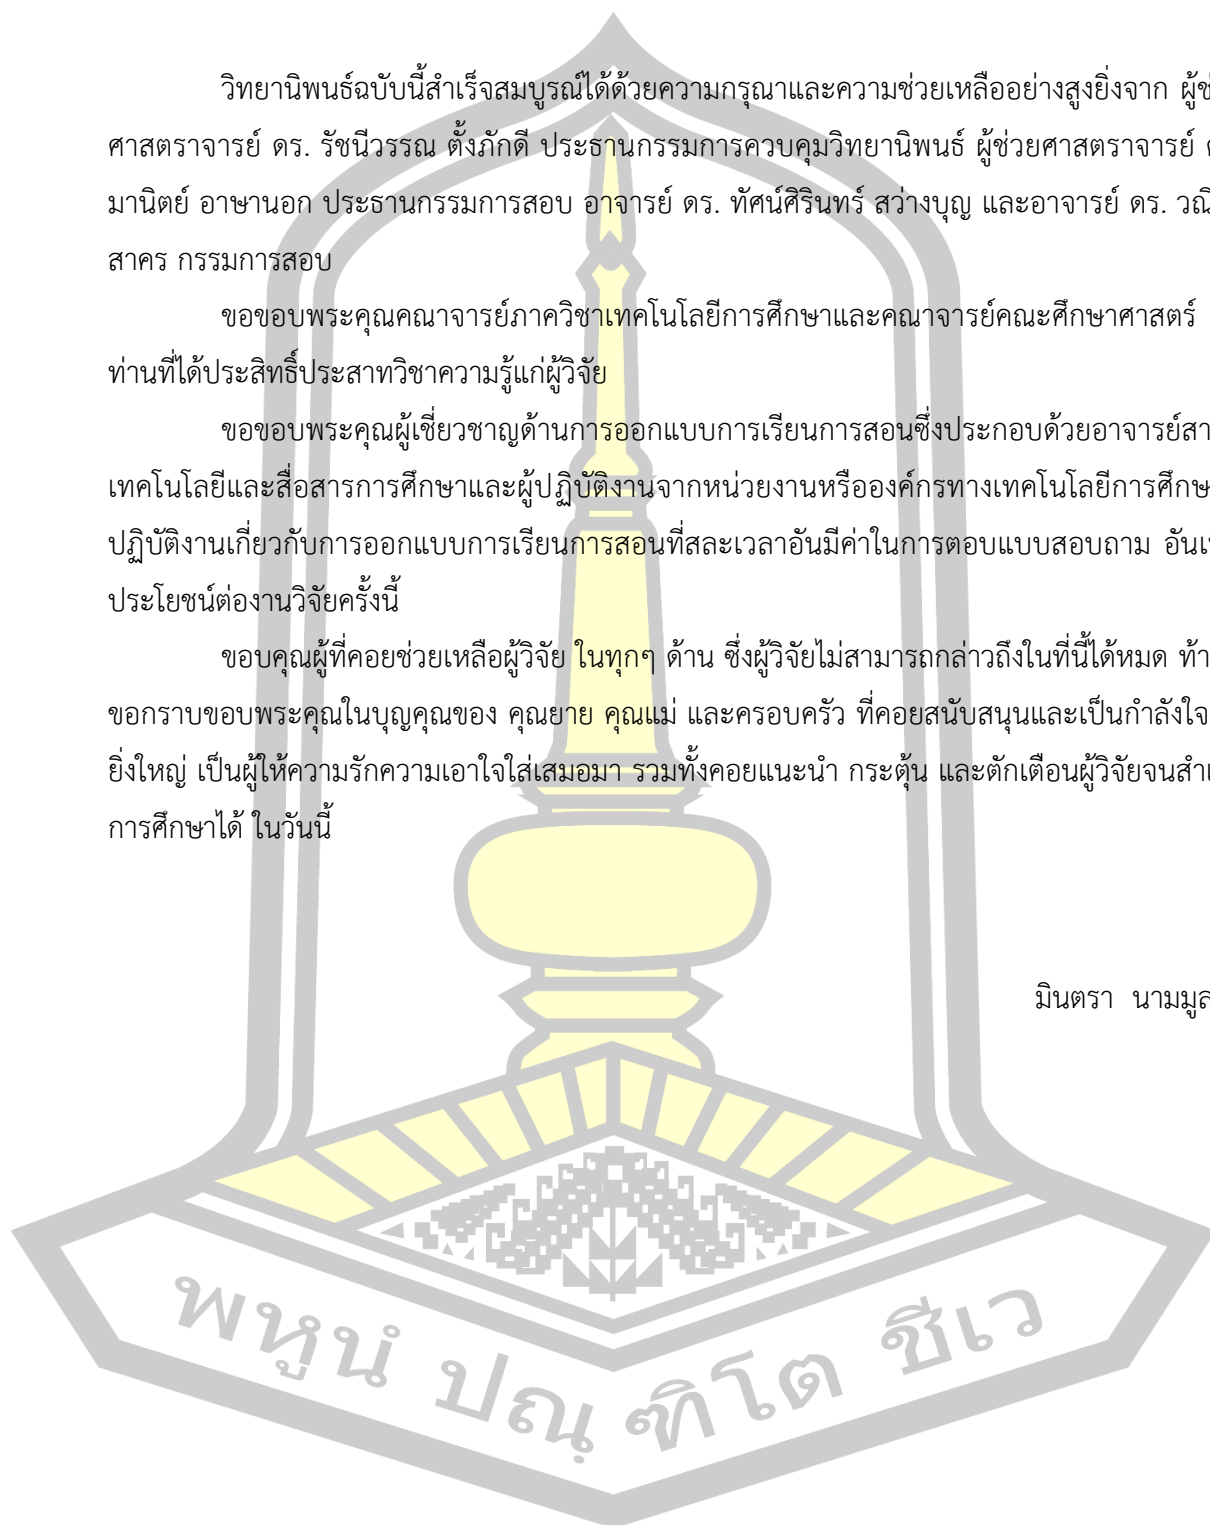 วิทยานิพนธ์ฉบับนี้สำเร็จสมบูรณ์ได้ด้วยความกรุณาและความช่วยเหลืออย่างสูงยิ่งจาก
ศาสตราจารย์ ดร. รัชนีวรรณ ตั้งภักดี ประธานกรรมการควบคุมวิทยานิพนธ์ ผู้ช่วยศาสตราจารย์
มานิตย์ อาษานอก ประธานกรรมการสอบ อาจารย์ ดร. ทัศน์ศิรินทร์ สว่างบุญ และอาจารย์ ดร.
สาคร กรรมการสอบ
ขอขอบพระคุณคณาจารย์ภาควิชาเทคโนโลยีการศึกษาและคณาจารย์คณะศึกษาศาสตร์
ท่านที่ได้ประสิทธิ์ประสาทวิชาความรู้แก่ผู้วิจัย
ขอขอบพระคุณผู้เชี่ยวชาญด้านการออกแบบการเรียนการสอนซึ่งประกอบด้วยอาจารย์
เทคโนโลยีและสื่อสารการศึกษาและผู้ปฏิบัติงานจากหน่วยงานหรือองค์กรทางเทคโนโลยี
ปฏิบัติงานเกี่ยวกับการออกแบบการเรียนการสอนที่สละเวลาอันมีค่าในการตอบแบบสอบถาม
ประโยชน์ต่องานวิจัยครั้งนี้
ขอบคุณผู้ที่คอยช่วยเหลือผู้วิจัย ในทุกๆ ด้าน ซึ่งผู้วิจัยไม่สามารถกล่าวถึงในที่นี้ได้หมด
ขอกราบขอบพระคุณในบุญคุณของ คุณยาย คุณแม่ และครอบครัว ที่คอยสนับสนุนและเป็นกำลังใจ
ยิ่งใหญ่ เป็นผู้ให้ความรักความเอาใจใส่เสมอมา รวมทั้งคอยแนะนำ กระตุ้น และตักเตือนผู้วิจัยจน
การศึกษาได้ ในวันนี้
มินตรา
พหูนํ ปณฺฑิโต ชีเว